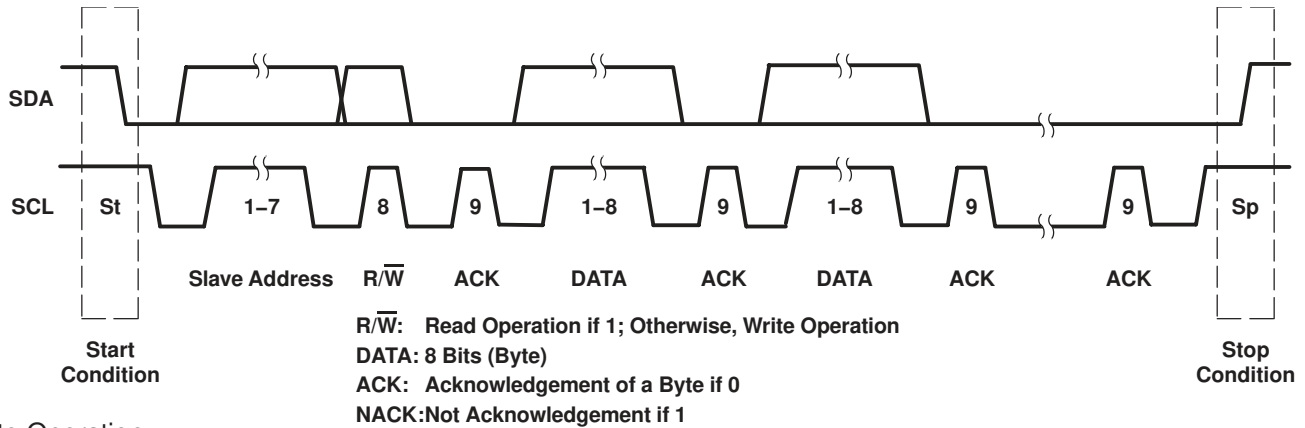 SDA
SCL St 1–7 8 9 1–8 9 1–8 9 9 Sp
Slave Address R/W̅ ACK DATA ACK DATA ACK ACK
R/W̅: Read Operation if 1; Otherwise, Write Operation
DATA: 8 Bits (Byte)
ACK: Acknowledgement of a Byte if 0
NACK:Not Acknowledgement if 1
Start
Condition
Stop
Condition
Operation